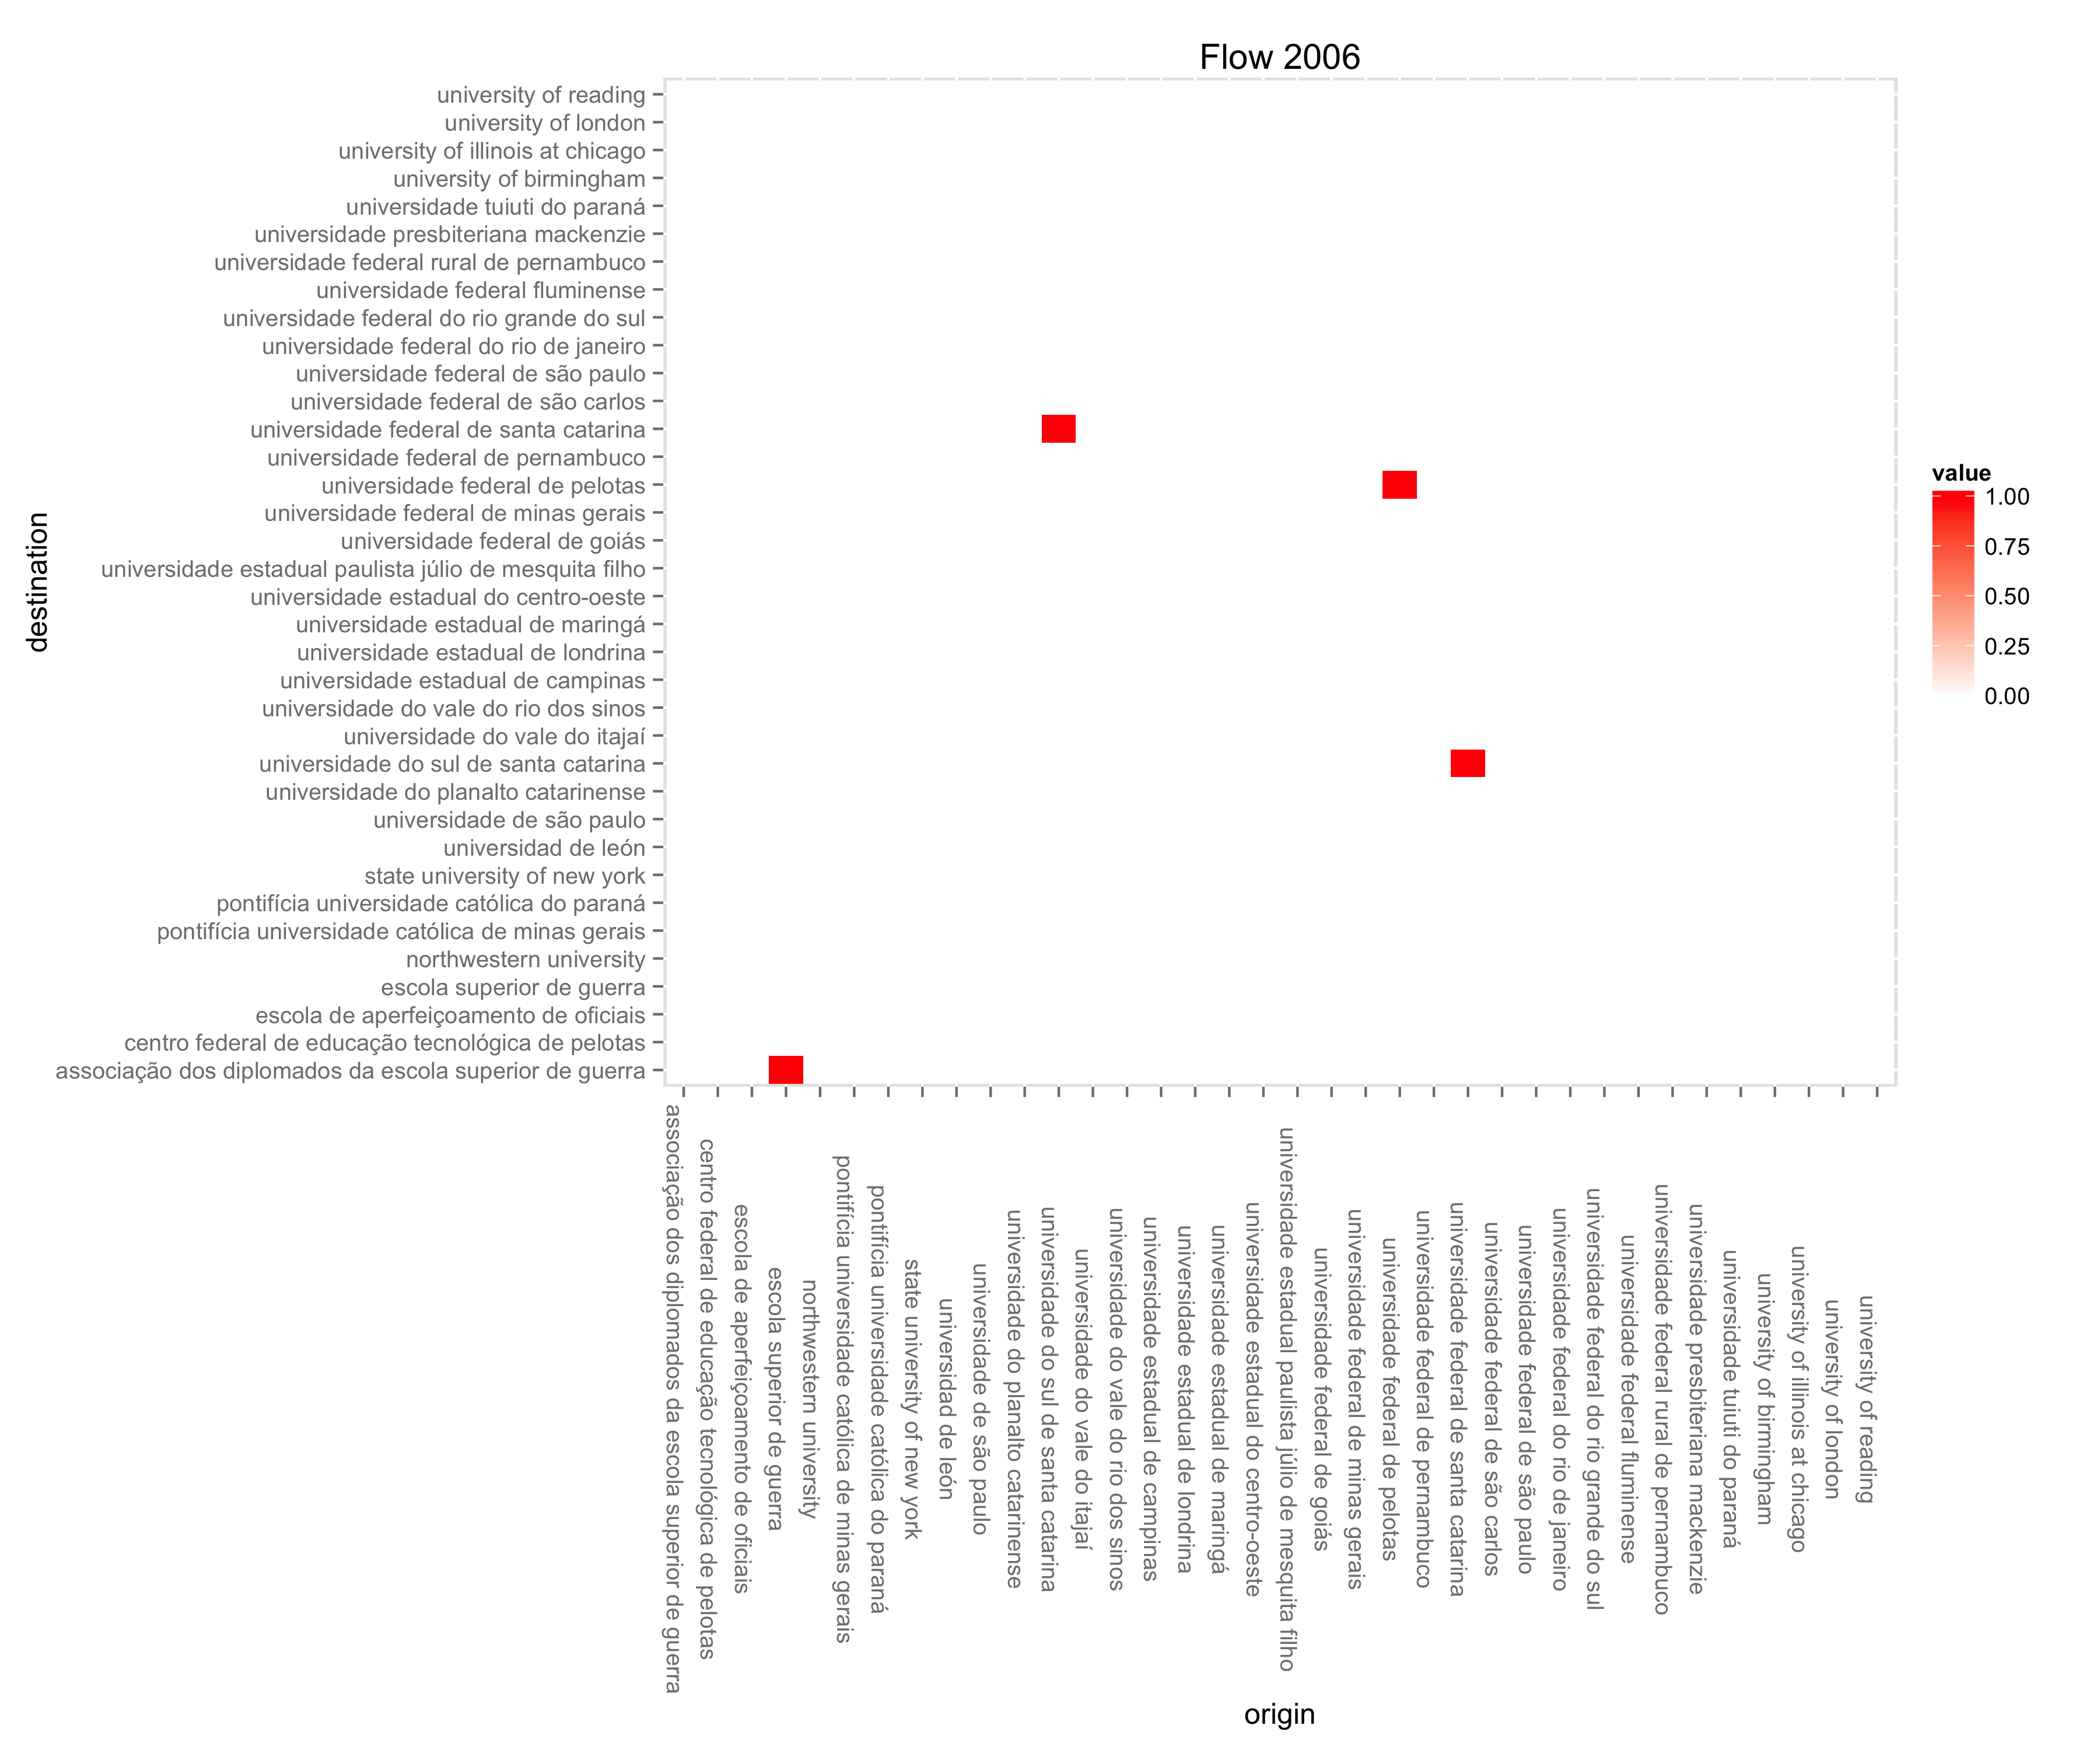 Flow 2006
destination
university of reading
university of london
university of illinois at chicago
university of birmingham
universidade tuiuti do paraná
universidade presbiteriana mackenzie
universidade federal rural de pernambuco
universidade federal fluminense
universidade federal do rio grande do sul
universidade federal do rio de janeiro
universidade federal de são paulo
universidade federal de são carlos
universidade federal de santa catarina
universidade federal de pernambuco
universidade federal de pelotas
universidade federal de minas gerais
universidade federal de goiás
universidade estadual paulista júlio de mesquita filho
universidade estadual do centro-oeste
universidade estadual de maringá
universidade estadual de londrina
universidade estadual de campinas
universidade do vale do rio dos sinos
universidade do vale do itajaí
universidade do sul de santa catarina
universidade do planalto catarinense
universidade de são paulo
universidad de león
state university of new york
pontifícia universidade católica do paraná
pontifícia universidade católica de minas gerais
northwestern university
escola superior de guerra
escola de aperfeiçoamento de oficiais
centro federal de educação tecnológica de pelotas
associação dos diplomados da escola superior de guerra
value
1.00
0.75
0.50
0.25
0.00
associação dos diplomados da escola superior de guerra
centro federal de educação tecnológica de pelotas
escola de aperfeiçoamento de oficiais
escola superior de guerra
northwestern university
pontifícia universidade católica de minas gerais
pontifícia universidade católica do paraná
state university of new york
universidad de león
universidade de são paulo
universidade do planalto catarinense
universidade do sul de santa catarina
universidade do vale do itajaí
universidade do vale do rio dos sinos
universidade estadual de campinas
universidade estadual de londrina
universidade estadual de maringá
universidade estadual do centro-oeste
universidade estadual paulista júlio de mesquita filho
universidade federal de goiás
universidade federal de minas gerais
universidade federal de pelotas
universidade federal de pernambuco
universidade federal de santa catarina
universidade federal de são carlos
universidade federal de são paulo
universidade federal do rio de janeiro
universidade federal do rio grande do sul
universidade federal fluminense
universidade federal rural de pernambuco
universidade presbiteriana mackenzie
universidade tuiuti do paraná
university of birmingham
university of illinois at chicago
university of london
university of reading
origin